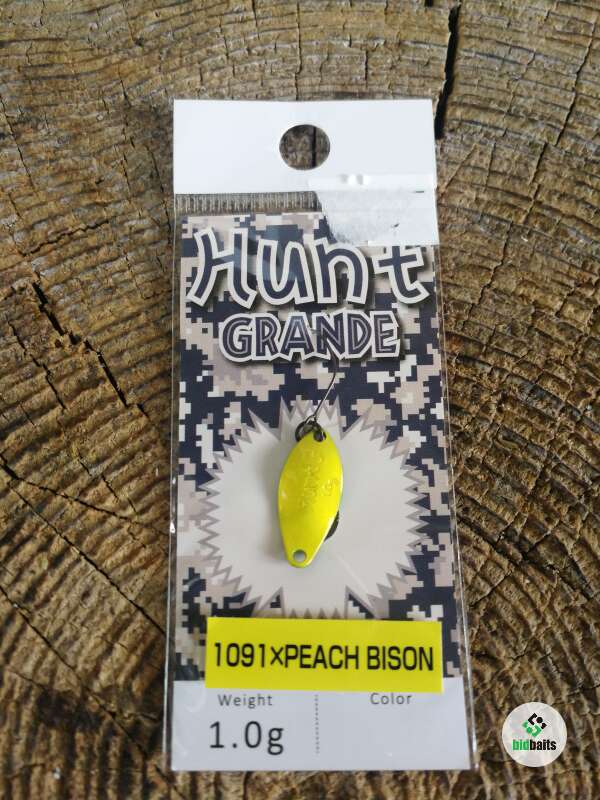 Hunt
GRANDE
1091×PEACH BISON
Weight
Color
1.0g
bidbaits